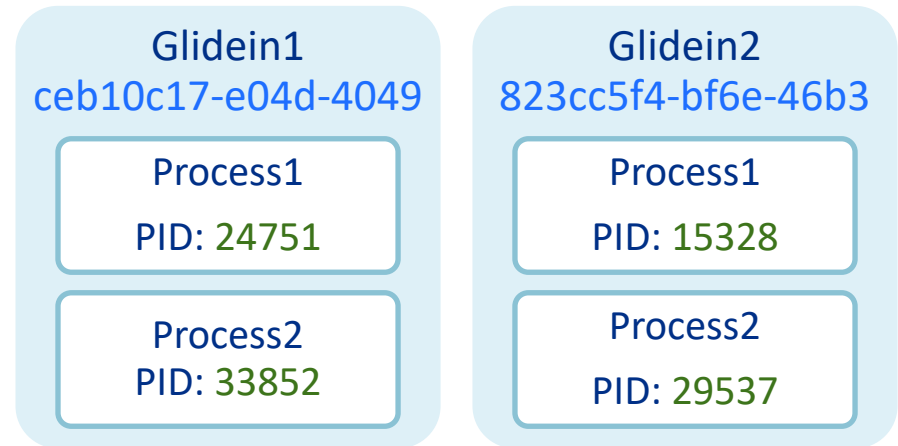 Glidein1
ceb10c17-e04d-4049
Process1
PID: 24751
Process2
PID: 33852
Glidein2
823cc5f4-bf6e-46b3
Process1
PID: 15328
Process2
PID: 29537